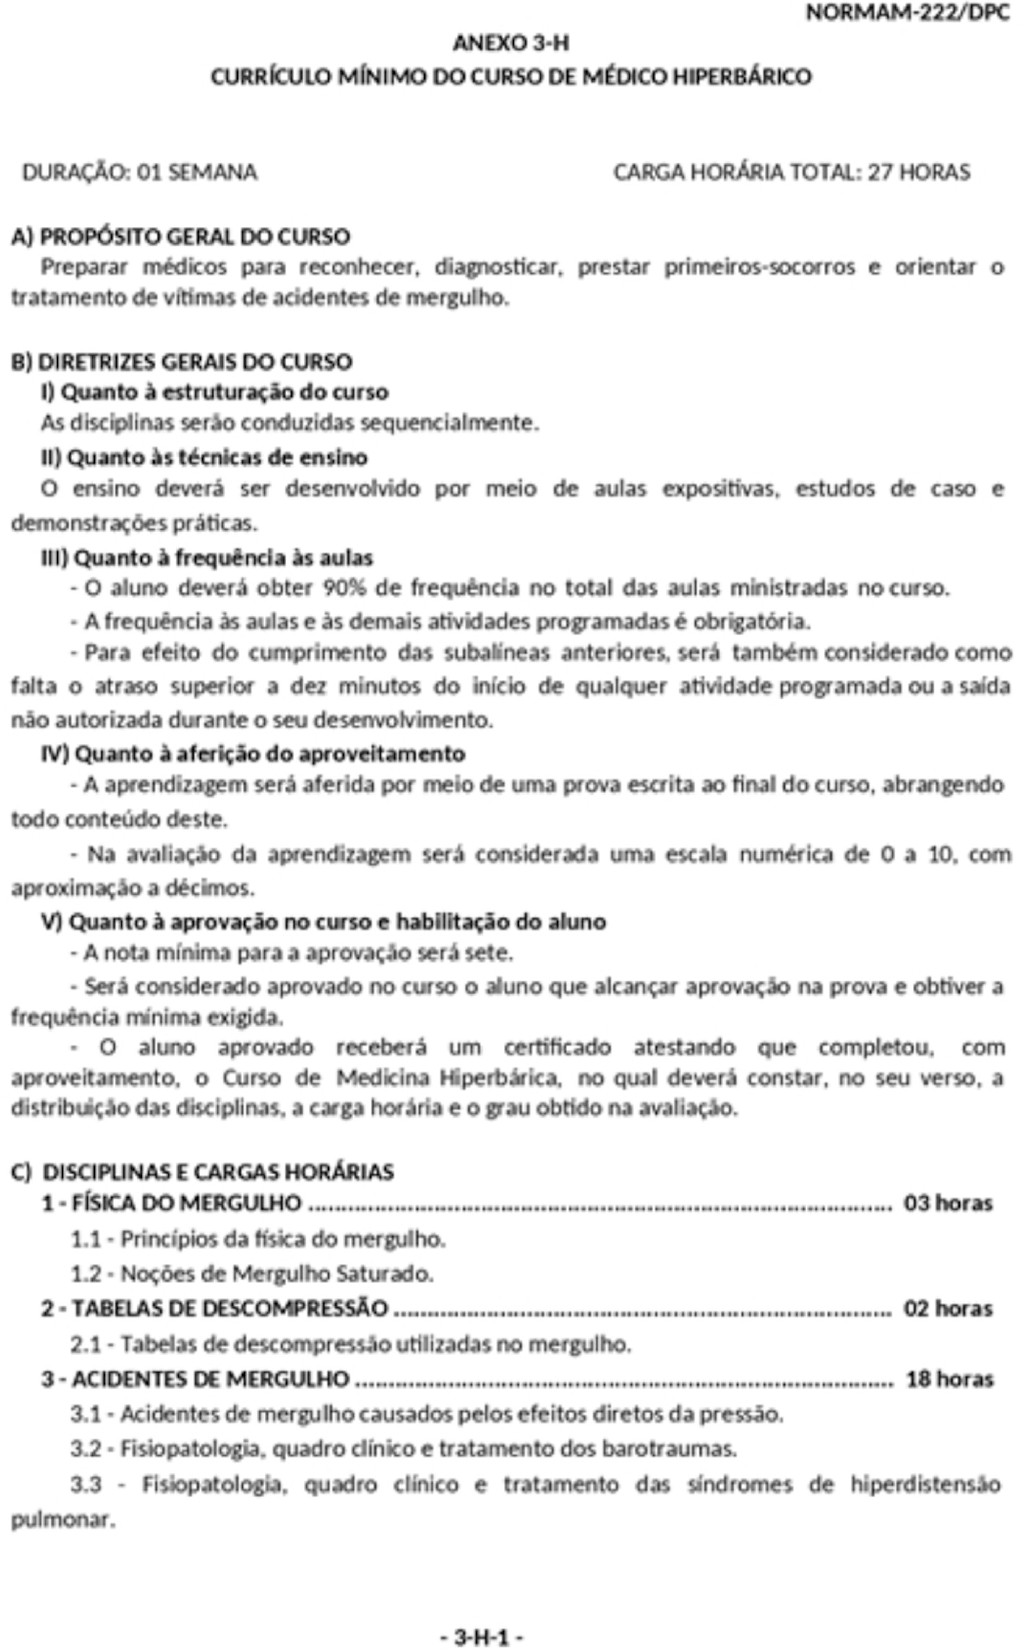 NORMAM-222/DPC
ANEXO 3-H
CURRÍCULO MÍNIMO DO CURSO DE MÉDICO HIPERBÁRICO
DURAÇÃO: 01 SEMANA CARGA HORÁRIA TOTAL: 27 HORAS
A) PROPÓSITO GERAL DO CURSO
Preparar médicos para reconhecer, diagnosticar, prestar primeiros-socorros e orientar o
tratamento de vítimas de acidentes de mergulho.
B) DIRETRIZES GERAIS DO CURSO
I) Quanto à estruturação do curso
As disciplinas serão conduzidas sequencialmente.
II) Quanto às técnicas de ensino
O ensino deverá ser desenvolvido por meio de aulas expositivas, estudos de caso e
demonstrações práticas.
III) Quanto à frequência às aulas
- O aluno deverá obter 90% de frequência no total das aulas ministradas no curso.
- A frequência às aulas e às demais atividades programadas é obrigatória.
- Para efeito do cumprimento das subalíneas anteriores, será também considerado como
falta o atraso superior a dez minutos do início de qualquer atividade programada ou a saída
não autorizada durante o seu desenvolvimento.
IV) Quanto à aferição do aproveitamento
- A aprendizagem será aferida por meio de uma prova escrita ao final do curso, abrangendo
todo conteúdo deste.
- Na avaliação da aprendizagem será considerada uma escala numérica de 0 a 10, com
aproximação a décimos.
V) Quanto à aprovação no curso e habilitação do aluno
- A nota mínima para a aprovação será sete.
- Será considerado aprovado no curso o aluno que alcançar aprovação na prova e obtiver a
frequência mínima exigida.
- O aluno aprovado receberá um certificado atestando que completou, com
aproveitamento, o Curso de Medicina Hiperbárica, no qual deverá constar, no seu verso, a
distribuição das disciplinas, a carga horária e o grau obtido na avaliação.
C) DISCIPLINAS E CARGAS HORÁRIAS
1 - FÍSICA DO MERGULHO ........................................................................................ 03 horas
1.1 - Princípios da física do mergulho.
1.2 - Noções de Mergulho Saturado.
2 - TABELAS DE DESCOMPRESSÃO ........................................................................... 02 horas
2.1 - Tabelas de descompressão utilizadas no mergulho.
3 - ACIDENTES DE MERGULHO ................................................................................. 18 horas
3.1 - Acidentes de mergulho causados pelos efeitos diretos da pressão.
3.2 - Fisiopatologia, quadro clínico e tratamento dos barotraumas.
3.3 - Fisiopatologia, quadro clínico e tratamento das síndromes de hiperdistensão
pulmonar.
- 3-H-1 -